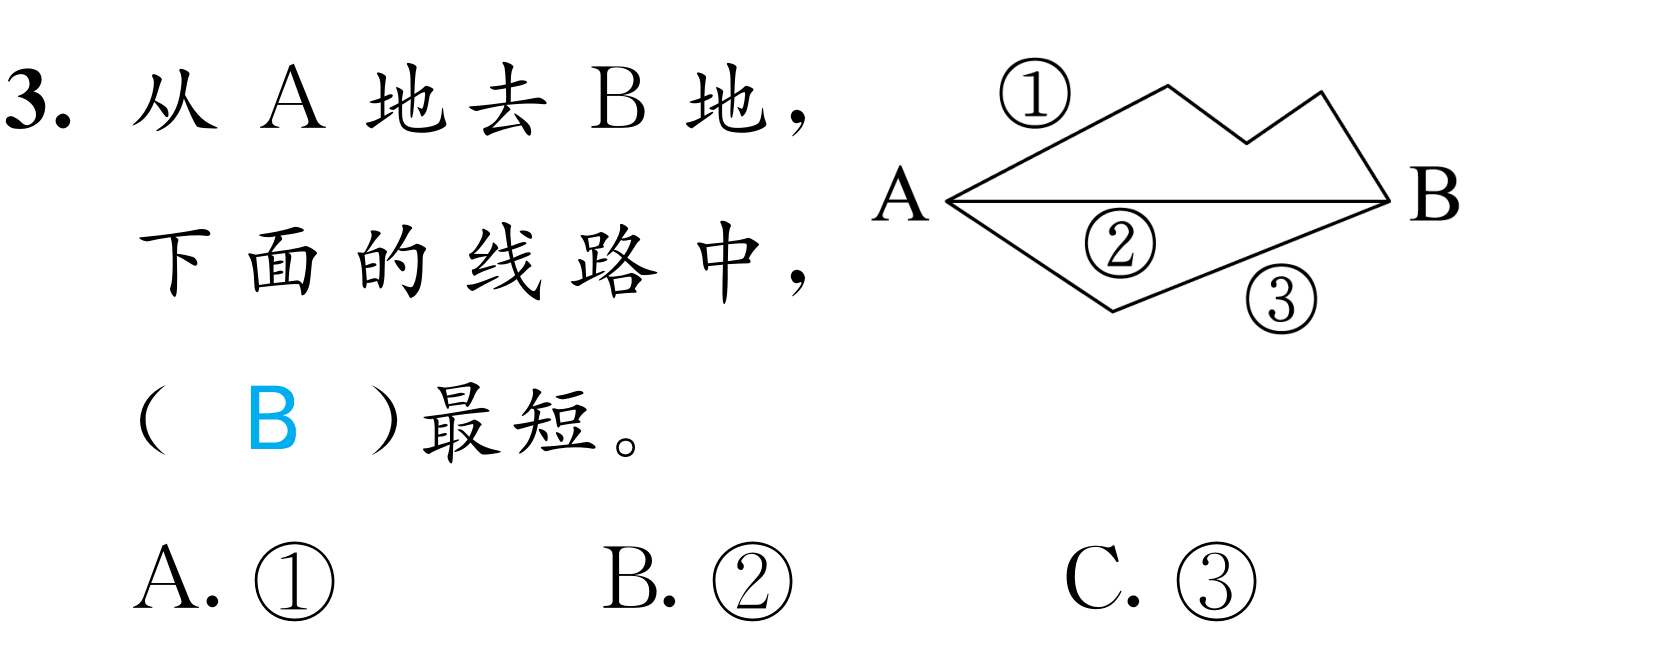 3. 从 A 地去 B 地，
下面的线路中，
（ B ）最短。
A. ① B. ② C. ③
①
A B
②
③